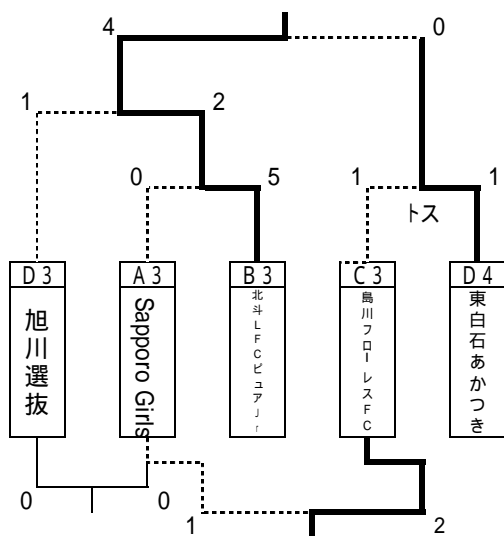 4 0
1 2
0 5 1 1
トス
D3 A3 B3 C3 D4
旭川選抜
Sapporo Girls
北斗LFCピュアJr
島川フローレスFC
東白石あかつき
0 0
1 2